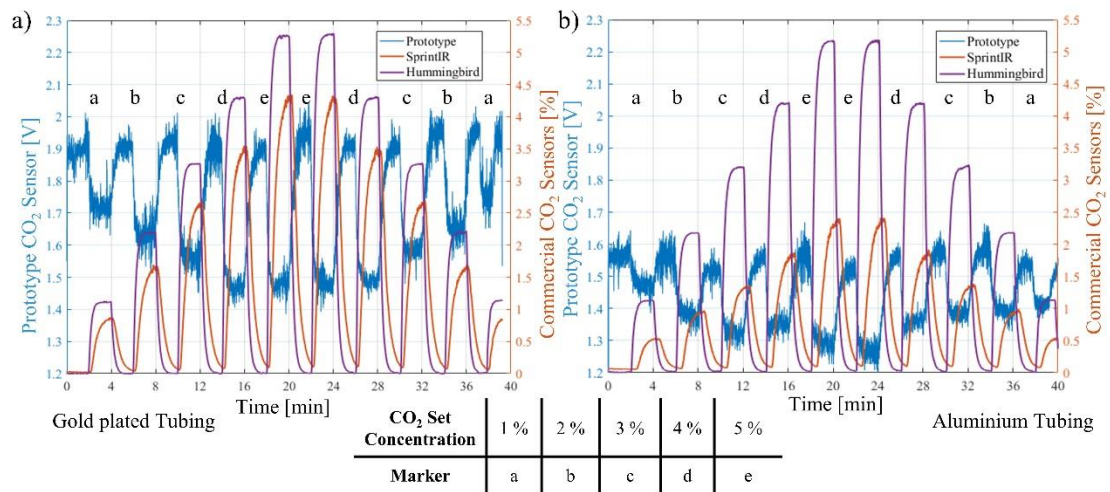 a)
2.3
2.2
2.1
2
1.9
1.8
1.7
1.6
1.5
1.4
1.3
1.2
Prototype CO₂ Sensor [V]
Prototype
SprintIR
Hummingbird
a b c d e e d c b a
5.5
5
4.5
4
3.5
3
2.5
2
1.5
1
0.5
0
Commercial CO₂ Sensors [%]
0 4 8 12 16 20 24 28 32 36 40
Time [min]
Gold plated Tubing
b)
2.3
2.2
2.1
2
1.9
1.8
1.7
1.6
1.5
1.4
1.3
1.2
Prototype CO₂ Sensor [V]
Prototype
SprintIR
Hummingbird
a b c d e e d c b a
5.5
5
4.5
4
3.5
3
2.5
2
1.5
1
0.5
0
Commercial CO₂ Sensors [%]
0 4 8 12 16 20 24 28 32 36 40
Time [min]
Aluminium Tubing
CO₂ Set
Concentration 1 % 2 % 3 % 4 % 5 %
Marker a b c d e